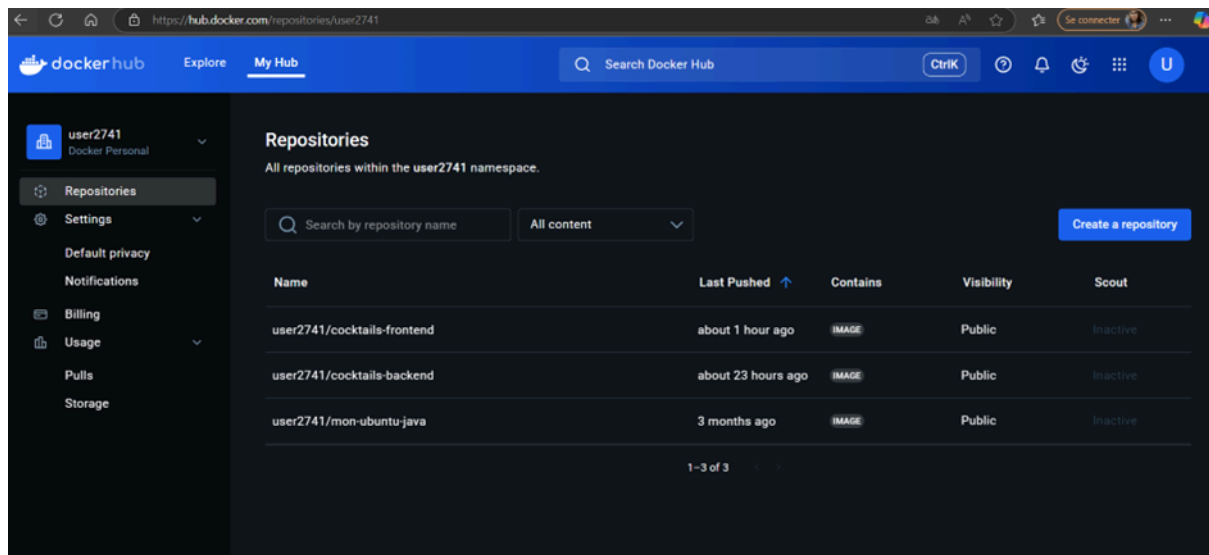 https://hub.docker.com/repositories/user2741 Se connecter
dockerhub Explore My Hub Search Docker Hub CtrlK U
user2741
Docker Personal
Repositories
Settings
Default privacy
Notifications
Billing
Usage
Pulls
Storage
Repositories
All repositories within the user2741 namespace.
Search by repository name All content Create a repository
Name Last Pushed Contains Visibility Scout
user2741/cocktails-frontend about 1 hour ago IMAGE Public Inactive
user2741/cocktails-backend about 23 hours ago IMAGE Public Inactive
user2741/mon-ubuntu-java 3 months ago IMAGE Public Inactive
1–3 of 3